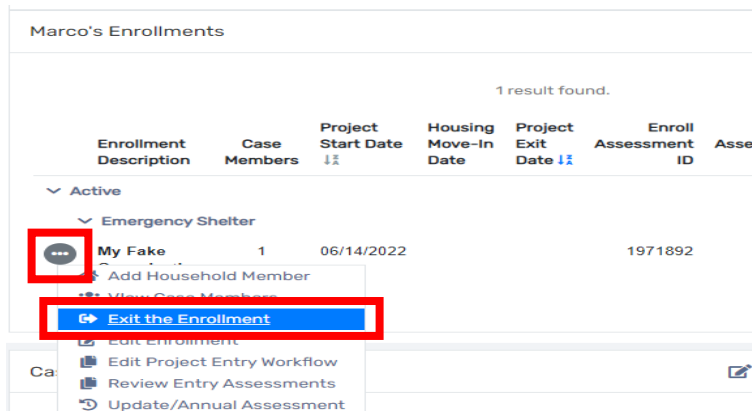 Marco's Enrollments
1 result found.
Project Housing Project Enroll
Enrollment Case Start Date Move-In Exit Assessment Asse
Description Members Date Date ID
Active
Emergency Shelter
My Fake 1 06/14/2022 1971892
Add Household Member
View Case Members
Exit the Enrollment
Edit Enrollment
Ca Edit Project Entry Workflow
Review Entry Assessments
Update/Annual Assessment